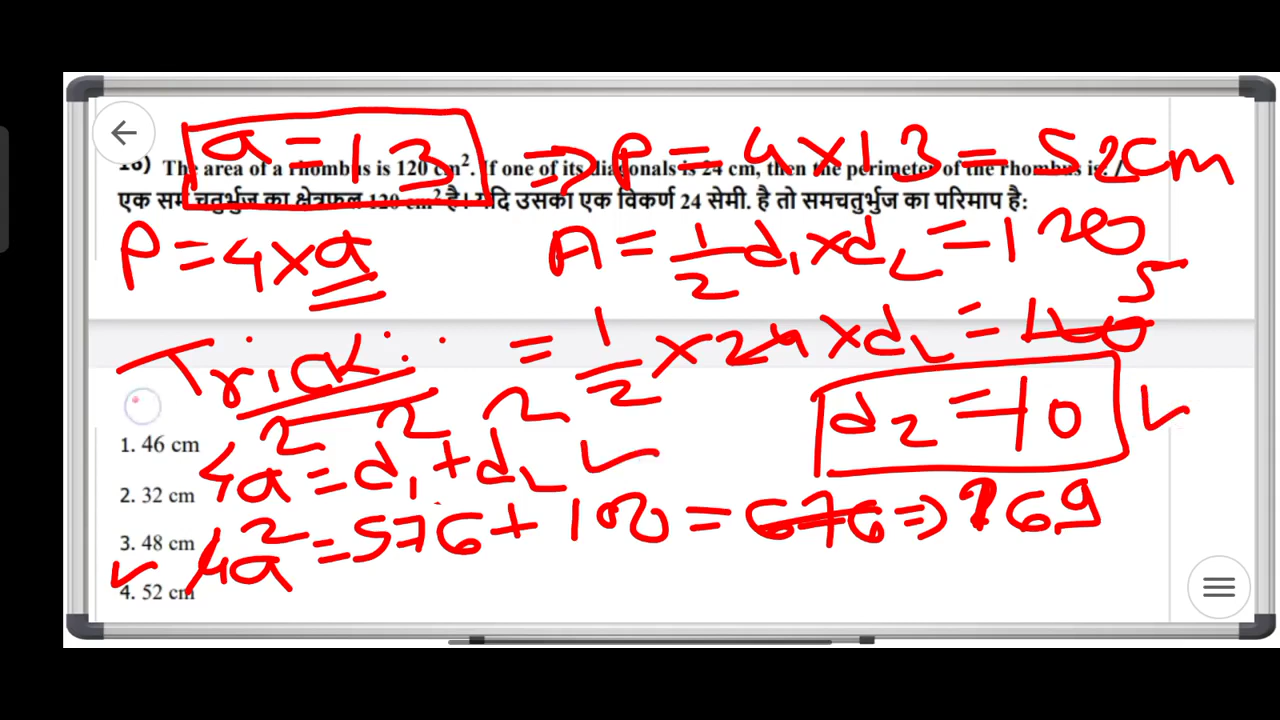 a = 13 ⇒ P = 4 × 13 = 52cm
16) The area of a rhombus is 120 cm². If one of its diagonals is 24 cm, then the perimeter of the rhombus is: /
एक समचतुर्भुज का क्षेत्रफल 120 cm² है। यदि उसका एक विकर्ण 24 सेमी. है तो समचतुर्भुज का परिमाप है:
P = 4 × a A = 1/2 d₁ × d₂ = 120
5
Trick: = 1/2 × 24 × d₂ = 120
d₂ = 10
1. 46 cm
4a² = d₁² + d₂²
2. 32 cm
4a² = 576 + 100 = 676 ⇒ 169
3. 48 cm
4. 52 cm